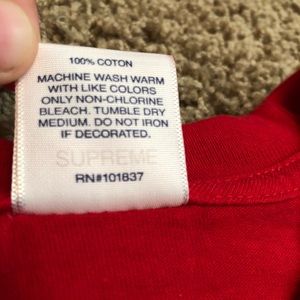 100% COTON
MACHINE WASH WARM
WITH LIKE COLORS
ONLY NON-CHLORINE
BLEACH. TUMBLE DRY
MEDIUM. DO NOT IRON
IF DECORATED.
SUPREME
RN#101837